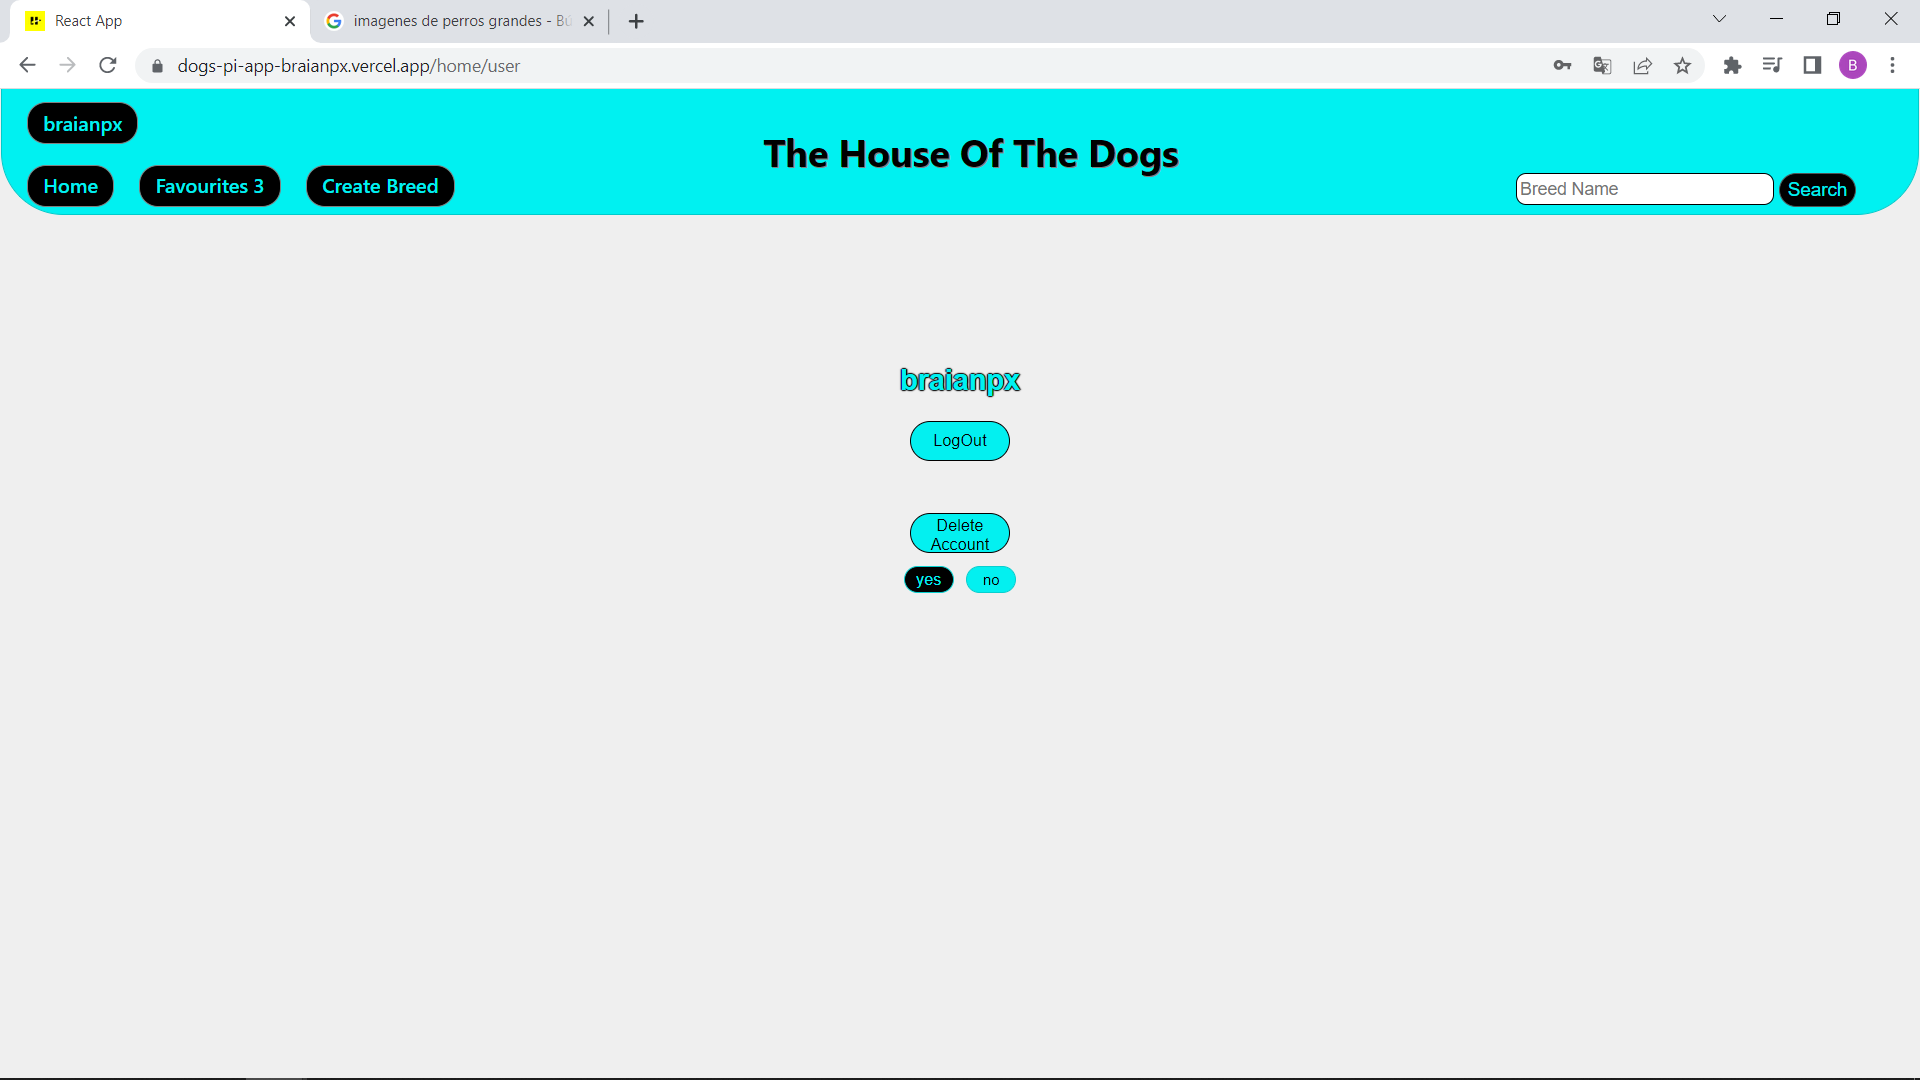 React App
imagenes de perros grandes - Bú
dogs-pi-app-braianpx.vercel.app/home/user
B
braianpx
The House Of The Dogs
Home
Favourites 3
Create Breed
Breed Name
Search
braianpx
LogOut
Delete
Account
yes
no